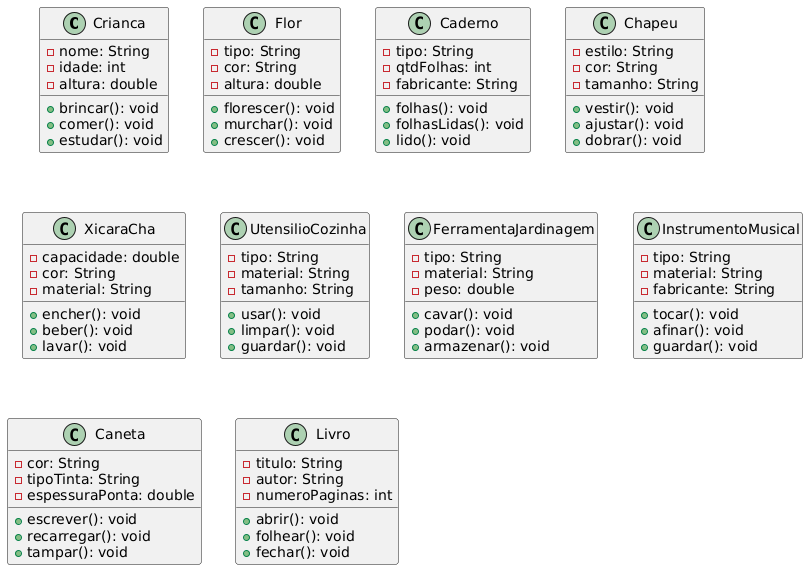 C Crianca
nome: String
idade: int
altura: double
brincar(): void
comer(): void
estudar(): void
C Flor
tipo: String
cor: String
altura: double
florescer(): void
murchar(): void
crescer(): void
C Caderno
tipo: String
qtdFolhas: int
fabricante: String
folhas(): void
folhasLidas(): void
lido(): void
C Chapeu
estilo: String
cor: String
tamanho: String
vestir(): void
ajustar(): void
dobrar(): void
C XicaraCha
capacidade: double
cor: String
material: String
encher(): void
beber(): void
lavar(): void
C UtensilioCozinha
tipo: String
material: String
tamanho: String
usar(): void
limpar(): void
guardar(): void
C FerramentaJardinagem
tipo: String
material: String
peso: double
cavar(): void
podar(): void
armazenar(): void
C InstrumentoMusical
tipo: String
material: String
fabricante: String
tocar(): void
afinar(): void
guardar(): void
C Caneta
cor: String
tipoTinta: String
espessuraPonta: double
escrever(): void
recarregar(): void
tampar(): void
C Livro
titulo: String
autor: String
numeroPaginas: int
abrir(): void
folhear(): void
fechar(): void